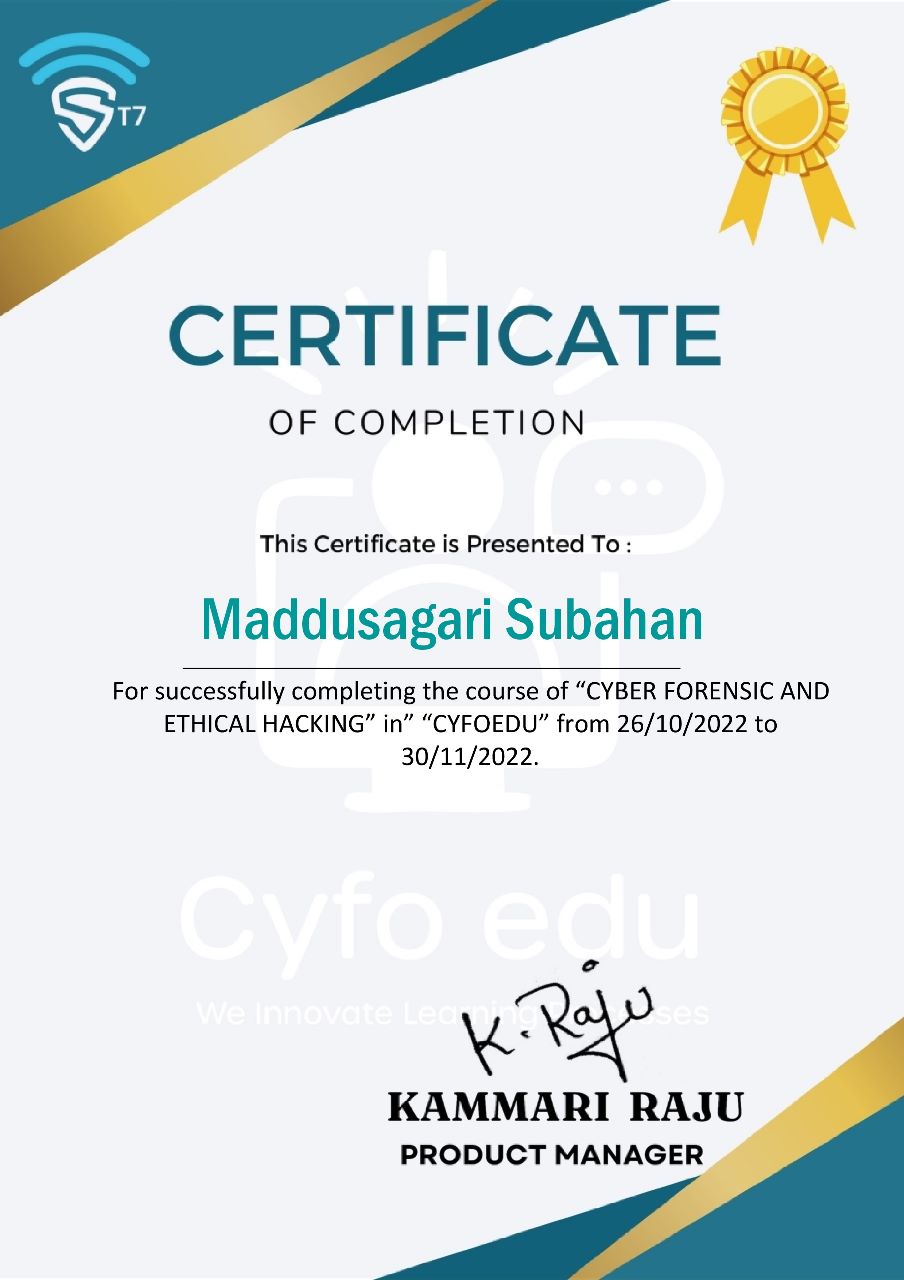 T7
CERTIFICATE
OF COMPLETION
This Certificate is Presented To :
Maddusagari Subahan
For successfully completing the course of “CYBER FORENSIC AND
ETHICAL HACKING” in” “CYFOEDU” from 26/10/2022 to
30/11/2022.
Cyfo edu
We Innovate Learning Processes
K. Raju
KAMMARI RAJU
PRODUCT MANAGER